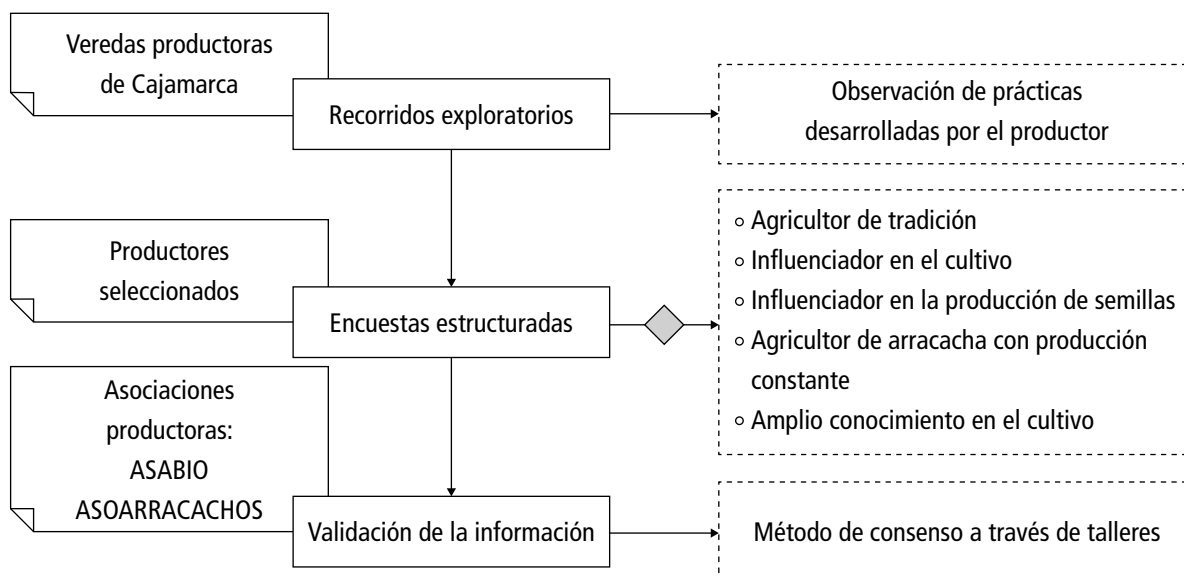 Veredas productoras
de Cajamarca
Recorridos exploratorios
Observación de prácticas
desarrolladas por el productor
Productores
seleccionados
Encuestas estructuradas
Agricultor de tradición
Influenciador en el cultivo
Influenciador en la producción de semillas
Agricultor de arracacha con producción
constante
Amplio conocimiento en el cultivo
Asociaciones
productoras:
ASABIO
ASOARRACACHOS
Validación de la información
Método de consenso a través de talleres